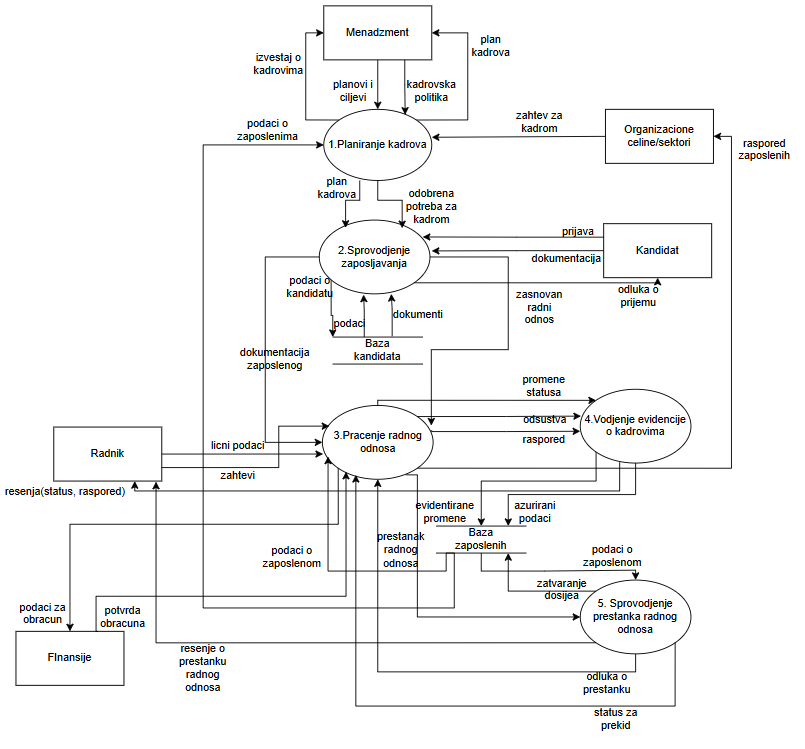 Menadzment
plan
kadrova
izvestaj o
kadrovima
planovi i
ciljevi
kadrovska
politika
podaci o
zaposlenima
1.Planiranje kadrova
zahtev za
kadrom
Organizacione
celine/sektori
raspored
zaposlenih
plan
kadrova
odobrena
potreba za
kadrom
2.Sprovodjenje
zaposljavanja
prijava
dokumentacija
Kandidat
podaci o
kandidatu
zasnovan
radni
odnos
odluka o
prijemu
podaci
dokumenti
Baza
kandidata
dokumentacija
zaposlenog
promene
statusa
3.Pracenje radnog
odnosa
odsustva
raspored
4.Vodjenje evidencije
o kadrovima
Radnik
licni podaci
zahtevi
resenja(status, raspored)
evidentirane
promene
azurirani
podaci
Baza
zaposlenih
podaci o
zaposlenom
prestanak
radnog
odnosa
podaci o
zaposlenom
zatvaranje
dosijea
5. Sprovodjenje
prestanka radnog
odnosa
podaci za
obracun
potvrda
obracuna
FInansije
resenje o
prestanku
radnog
odnosa
odluka o
prestanku
status za
prekid